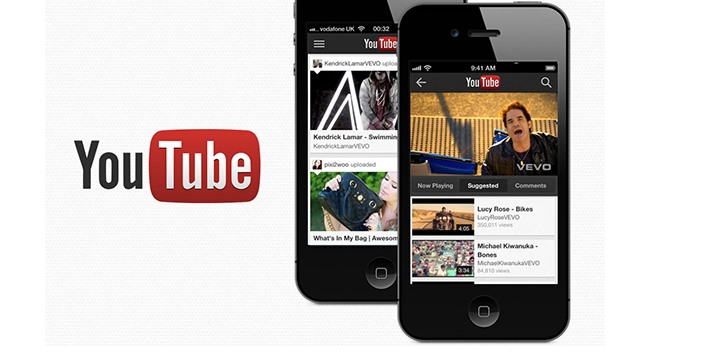 YouTube
vodafone UK 00:32
YouTube
KendrickLamarVEVO uploa
Kendrick Lamar - Swimming
KendrickLamarVEVO
pixi2woo uploaded
What's In My Bag | Awesom
9:41 AM
YouTube
VEVO
Now Playing Suggested Comments
4:05
Lucy Rose - Bikes
LucyRoseVEVO
350,011 views
3:34
Michael Kiwanuka -
Bones
MichaelKiwanukaVEVO
84,810 views